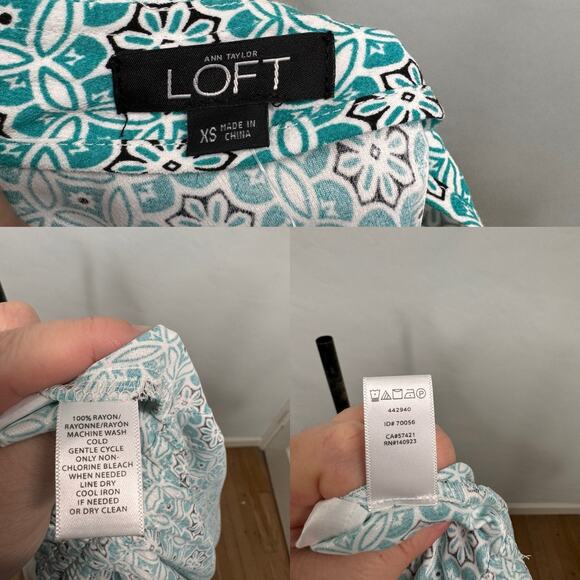 ANN TAYLOR
LOFT
XS MADE IN
CHINA
100% RAYON/
RAYONNE/RAYÓN
MACHINE WASH
COLD
GENTLE CYCLE
ONLY NON-
CHLORINE BLEACH
WHEN NEEDED
LINE DRY
COOL IRON
IF NEEDED
OR DRY CLEAN
442940
ID# 70056
CA#57421
RN#140923